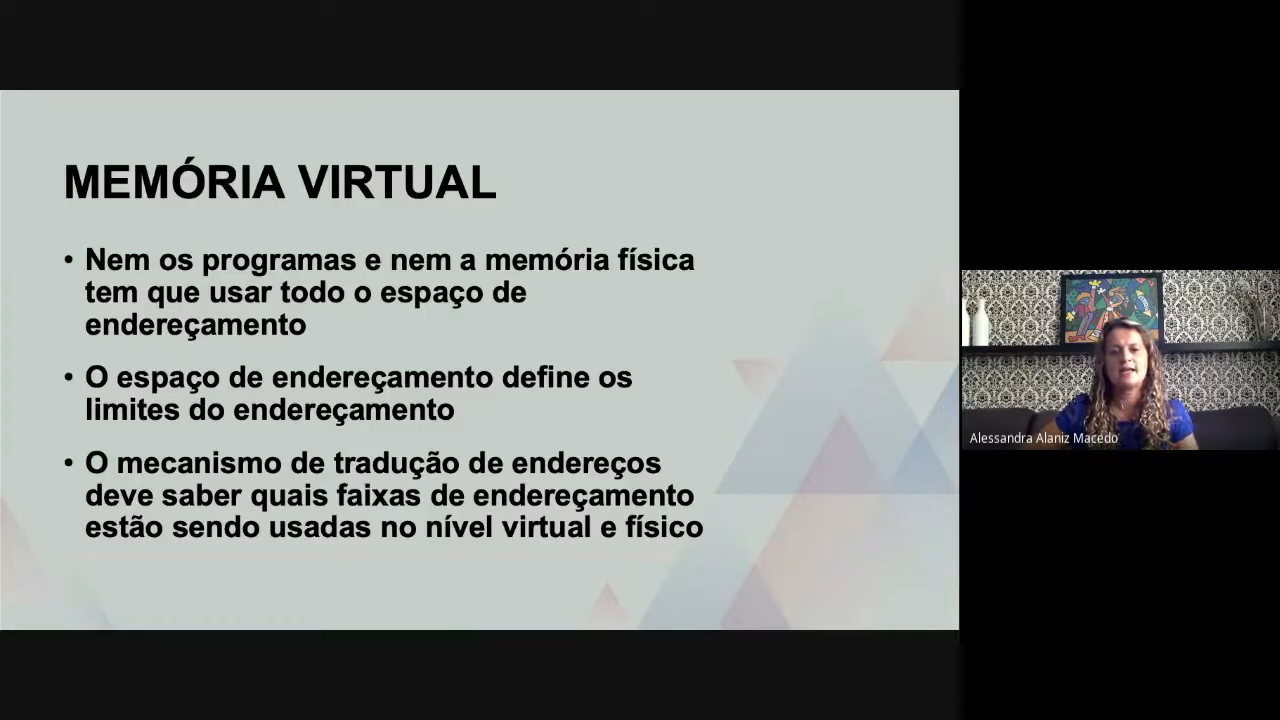 MEMÓRIA VIRTUAL
• Nem os programas e nem a memória física
tem que usar todo o espaço de
endereçamento
• O espaço de endereçamento define os
limites do endereçamento
• O mecanismo de tradução de endereços
deve saber quais faixas de endereçamento
estão sendo usadas no nível virtual e físico
Alessandra Alaniz Macedo